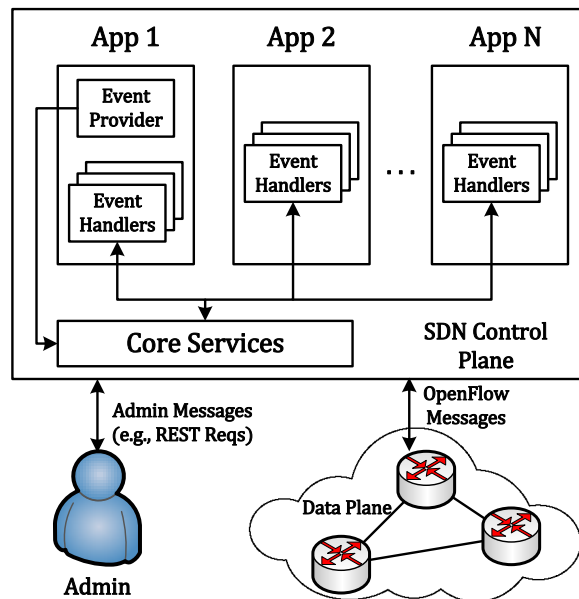 App 1
App 2
App N
Event
Provider
Event
Handlers
Event
Handlers
...
Event
Handlers
Core Services
SDN Control
Plane
Admin Messages
(e.g., REST Reqs)
OpenFlow
Messages
Data Plane
Admin